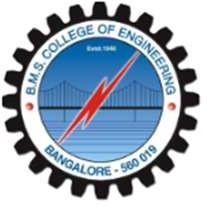 B.M.S. COLLEGE OF ENGINEERING
Estd. 1946
BANGALORE - 560 019